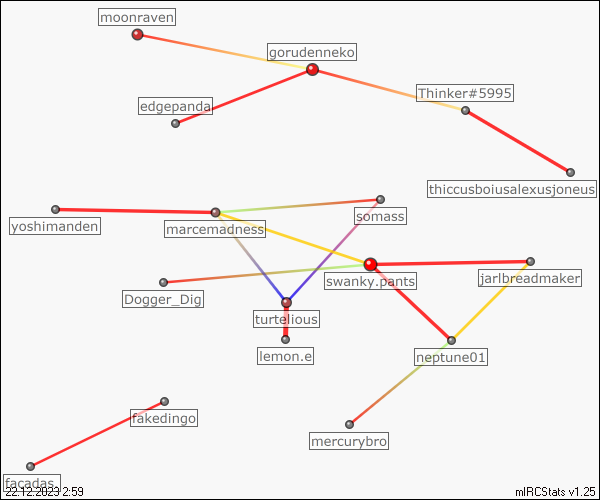 moonraven
gorudenneko
Thinker#5995
edgepanda
thiccusboiusalexusjoneus
somass
yoshimanden
marcemadness
swanky.pants
jarlbreadmaker
Dogger_Dig
turtelious
lemon.e
neptune01
fakedingo
mercurybro
facadas.
22.12.2023 2:59
mIRCStats v1.25